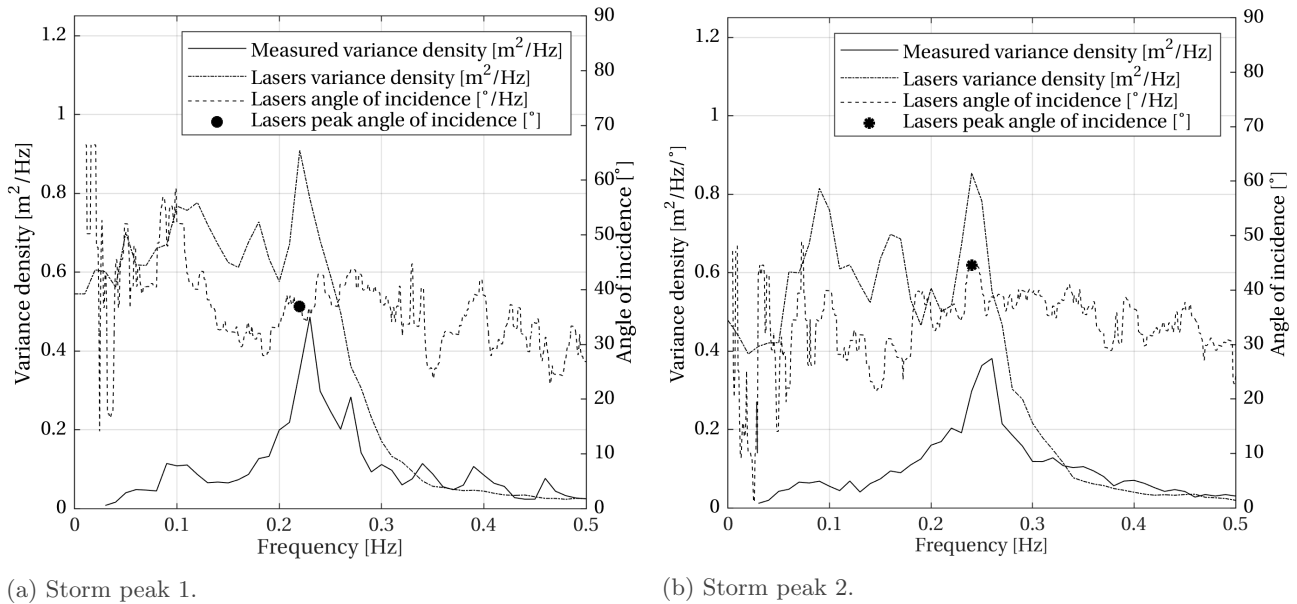 90
80
70
60
50
40
30
20
10
0
1.2
1
0.8
0.6
0.4
0.2
0
Variance density [m²/Hz]
Angle of incidence [°]
Measured variance density [m²/Hz]
Lasers variance density [m²/Hz]
Lasers angle of incidence [°/Hz]
Lasers peak angle of incidence [°]
0 0.1 0.2 0.3 0.4 0.5
Frequency [Hz]
(a) Storm peak 1.
90
80
70
60
50
40
30
20
10
0
1.2
1
0.8
0.6
0.4
0.2
0
Variance density [m²/Hz/°]
Angle of incidence [°]
Measured variance density [m²/Hz]
Lasers variance density [m²/Hz]
Lasers angle of incidence [°/Hz]
Lasers peak angle of incidence [°]
0 0.1 0.2 0.3 0.4 0.5
Frequency [Hz]
(b) Storm peak 2.